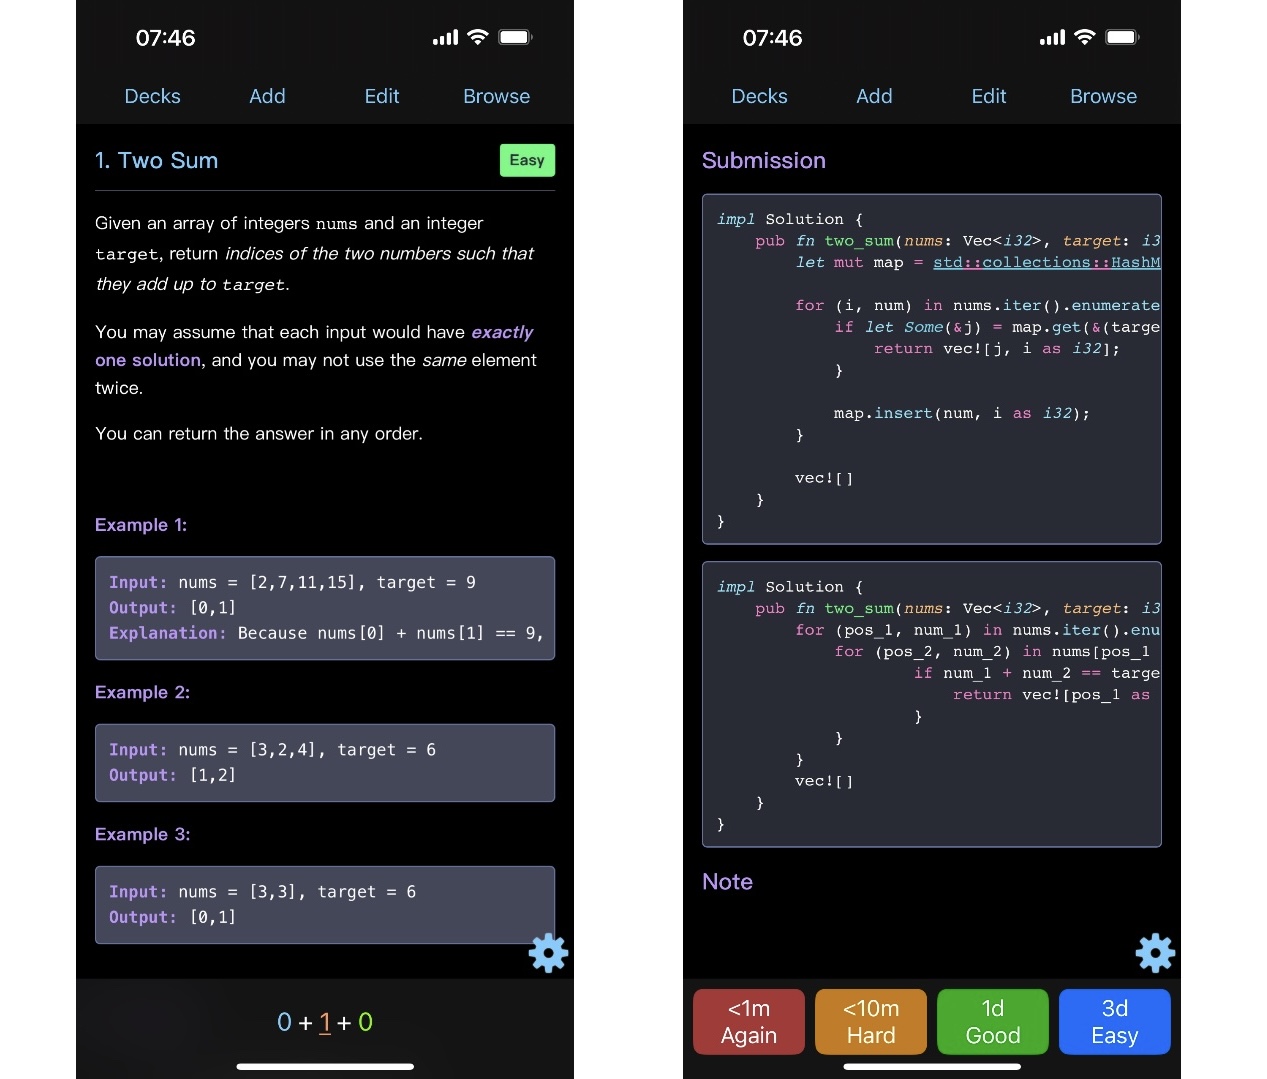 07:46
Decks Add Edit Browse
1. Two Sum Easy
Given an array of integers nums and an integer
target, return indices of the two numbers such that
they add up to target.
You may assume that each input would have exactly
one solution, and you may not use the same element
twice.
You can return the answer in any order.
Example 1:
Input: nums = [2,7,11,15], target = 9
Output: [0,1]
Explanation: Because nums[0] + nums[1] == 9,
Example 2:
Input: nums = [3,2,4], target = 6
Output: [1,2]
Example 3:
Input: nums = [3,3], target = 6
Output: [0,1]
0 + 1 + 0
07:46
Decks Add Edit Browse
Submission
impl Solution {
    pub fn two_sum(nums: Vec<i32>, target: i3
        let mut map = std::collections::HashM
        for (i, num) in nums.iter().enumerate
            if let Some(&j) = map.get(&(targe
                return vec![j, i as i32];
            }
            map.insert(num, i as i32);
        }
        vec![]
    }
}
impl Solution {
    pub fn two_sum(nums: Vec<i32>, target: i3
        for (pos_1, num_1) in nums.iter().enu
            for (pos_2, num_2) in nums[pos_1
                    if num_1 + num_2 == targe
                        return vec![pos_1 as
                    }
            }
        }
        vec![]
    }
}
Note
<1m <10m 1d 3d
Again Hard Good Easy